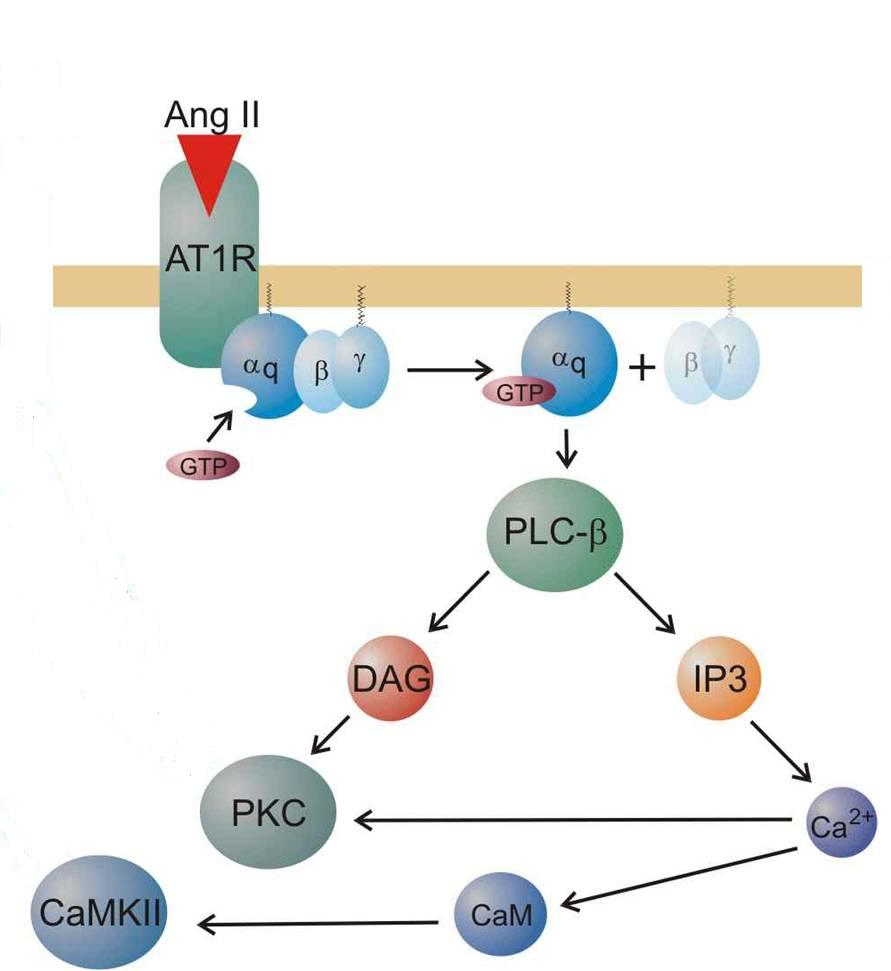 Ang II
AT1R
αq
β
γ
GTP
αq
GTP
+
β
γ
PLC-β
DAG
IP3
PKC
Ca²⁺
CaMKII
CaM